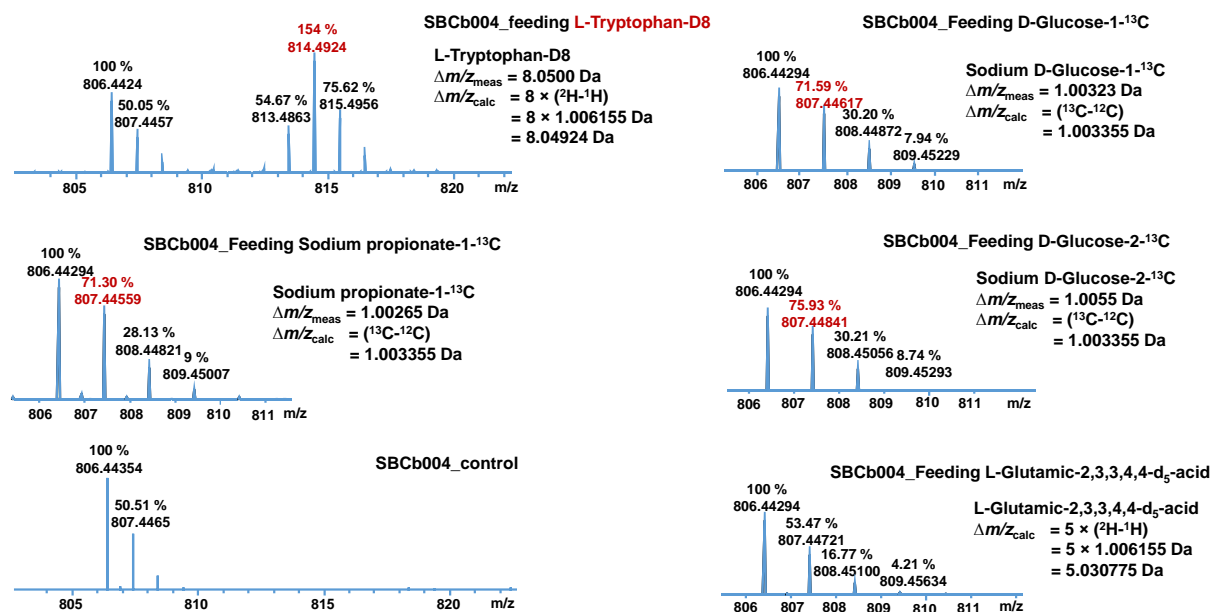 SBCb004_feeding L-Tryptophan-D8
154 %
814.4924
L-Tryptophan-D8
Δm/z_meas = 8.0500 Da
Δm/z_calc = 8 × (²H-¹H)
= 8 × 1.006155 Da
= 8.04924 Da
100 %
806.4424
50.05 %
807.4457
54.67 %
813.4863
75.62 %
815.4956
805
810
815
820
m/z
SBCb004_Feeding D-Glucose-1-¹³C
100 %
806.44294
71.59 %
807.44617
30.20 %
808.44872
7.94 %
809.45229
Sodium D-Glucose-1-¹³C
Δm/z_meas = 1.00323 Da
Δm/z_calc = (¹³C-¹²C)
= 1.003355 Da
806
807
808
809
810
811
m/z
SBCb004_Feeding Sodium propionate-1-¹³C
100 %
806.44294
71.30 %
807.44559
28.13 %
808.44821
9 %
809.45007
Sodium propionate-1-¹³C
Δm/z_meas = 1.00265 Da
Δm/z_calc = (¹³C-¹²C)
= 1.003355 Da
806
807
808
809
810
811
m/z
SBCb004_Feeding D-Glucose-2-¹³C
100 %
806.44294
75.93 %
807.44841
30.21 %
808.45056
8.74 %
809.45293
Sodium D-Glucose-2-¹³C
Δm/z_meas = 1.0055 Da
Δm/z_calc = (¹³C-¹²C)
= 1.003355 Da
806
807
808
809
810
811
m/z
SBCb004_control
100 %
806.44354
50.51 %
807.4465
805
810
815
820
m/z
SBCb004_Feeding L-Glutamic-2,3,3,4,4-d₅-acid
100 %
806.44294
53.47 %
807.44721
16.77 %
808.45100
4.21 %
809.45634
L-Glutamic-2,3,3,4,4-d₅-acid
Δm/z_calc = 5 × (²H-¹H)
= 5 × 1.006155 Da
= 5.030775 Da
806
807
808
809
810
811
m/z